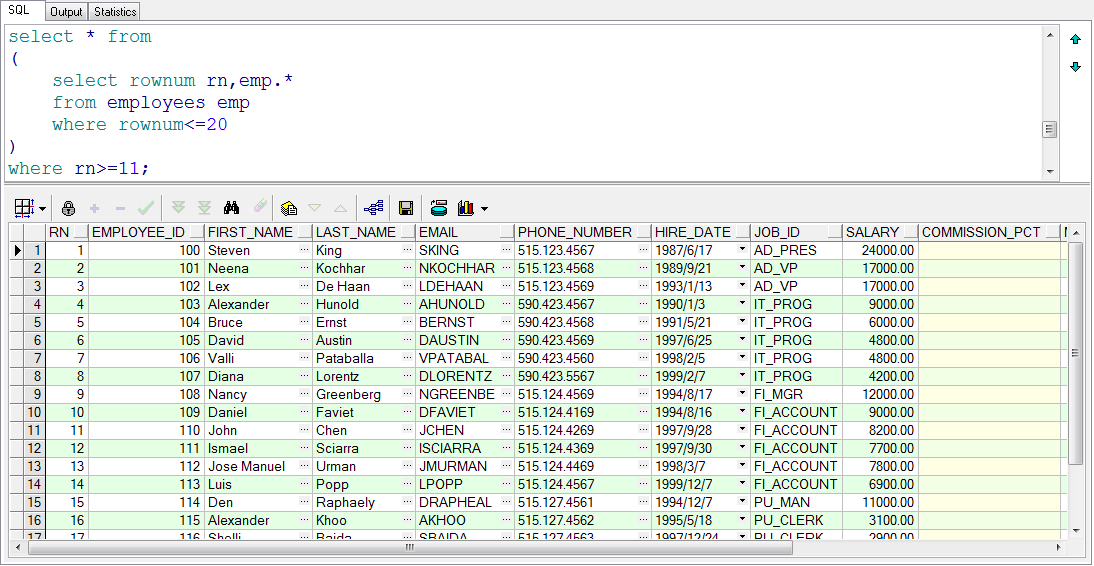 SQL Output Statistics
select * from
(
    select rownum rn,emp.*
    from employees emp
    where rownum<=20
)
where rn>=11;
RN EMPLOYEE_ID FIRST_NAME LAST_NAME EMAIL PHONE_NUMBER HIRE_DATE JOB_ID SALARY COMMISSION_PCT
1 1 100 Steven ... King ... SKING ... 515.123.4567 ... 1987/6/17 AD_PRES 24000.00
2 2 101 Neena ... Kochhar ... NKOCHHAR ... 515.123.4568 ... 1989/9/21 AD_VP 17000.00
3 3 102 Lex ... De Haan ... LDEHAAN ... 515.123.4569 ... 1993/1/13 AD_VP 17000.00
4 4 103 Alexander ... Hunold ... AHUNOLD ... 590.423.4567 ... 1990/1/3 IT_PROG 9000.00
5 5 104 Bruce ... Ernst ... BERNST ... 590.423.4568 ... 1991/5/21 IT_PROG 6000.00
6 6 105 David ... Austin ... DAUSTIN ... 590.423.4569 ... 1997/6/25 IT_PROG 4800.00
7 7 106 Valli ... Pataballa ... VPATABAL ... 590.423.4560 ... 1998/2/5 IT_PROG 4800.00
8 8 107 Diana ... Lorentz ... DLORENTZ ... 590.423.5567 ... 1999/2/7 IT_PROG 4200.00
9 9 108 Nancy ... Greenberg ... NGREENBE ... 515.124.4569 ... 1994/8/17 FI_MGR 12000.00
10 10 109 Daniel ... Faviet ... DFAVIET ... 515.124.4169 ... 1994/8/16 FI_ACCOUNT 9000.00
11 11 110 John ... Chen ... JCHEN ... 515.124.4269 ... 1997/9/28 FI_ACCOUNT 8200.00
12 12 111 Ismael ... Sciarra ... ISCIARRA ... 515.124.4369 ... 1997/9/30 FI_ACCOUNT 7700.00
13 13 112 Jose Manuel ... Urman ... JMURMAN ... 515.124.4469 ... 1998/3/7 FI_ACCOUNT 7800.00
14 14 113 Luis ... Popp ... LPOPP ... 515.124.4567 ... 1999/12/7 FI_ACCOUNT 6900.00
15 15 114 Den ... Raphaely ... DRAPHEAL ... 515.127.4561 ... 1994/12/7 PU_MAN 11000.00
16 16 115 Alexander ... Khoo ... AKHOO ... 515.127.4562 ... 1995/5/18 PU_CLERK 3100.00
17 17 116 Shelli ... Baida ... SBAIDA ... 515.127.4563 ... 1997/12/24 PU_CLERK 2900.00